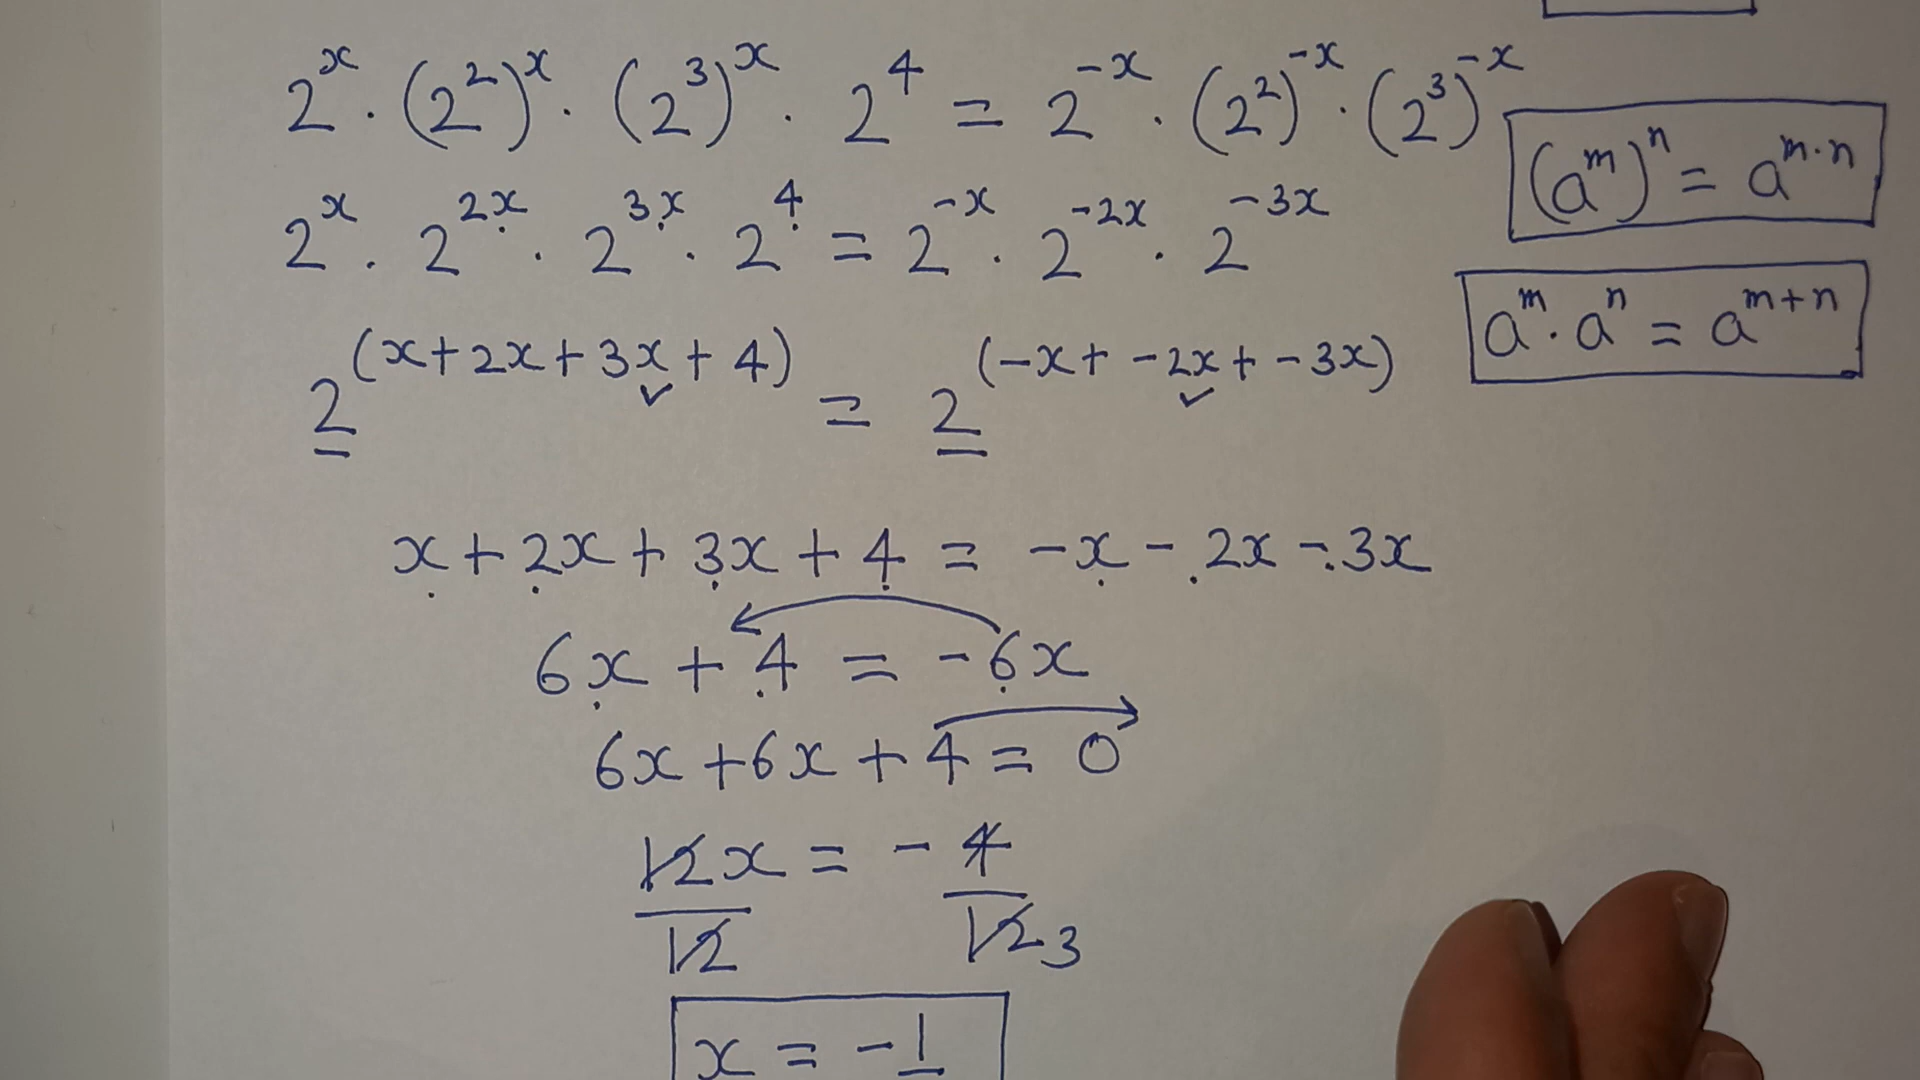 2^x · (2^2)^x · (2^3)^x · 2^4 = 2^-x · (2^2)^-x · (2^3)^-x
(a^m)^n = a^m·n
2^x · 2^2x · 2^3x · 2^4 = 2^-x · 2^-2x · 2^-3x
a^m · a^n = a^m+n
2^(x+2x+3x+4) = 2^(-x+-2x+-3x)
x + 2x + 3x + 4 = -x - 2x - 3x
6x + 4 = -6x
6x + 6x + 4 = 0
12x/12 = -4/12 3
x = -1